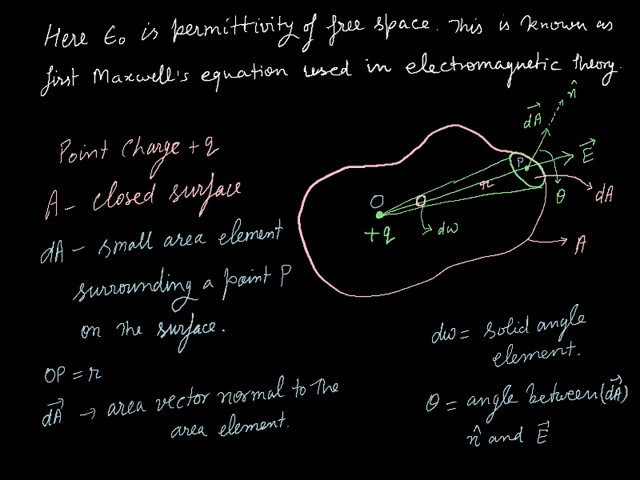 Here ϵ₀ is permittivity of free space. This is known as
first Maxwell's equation used in electromagnetic theory.
n̂
dA⃗
Point Charge +q
P
E⃗
A - closed surface
r
θ
dA
O
+q
dω
A
dA - small area element
surrounding a point P
on the surface.
dω = solid angle
element.
OP = r
dA⃗ → area vector normal to the
area element.
θ = angle between (dA⃗)
n̂ and E⃗